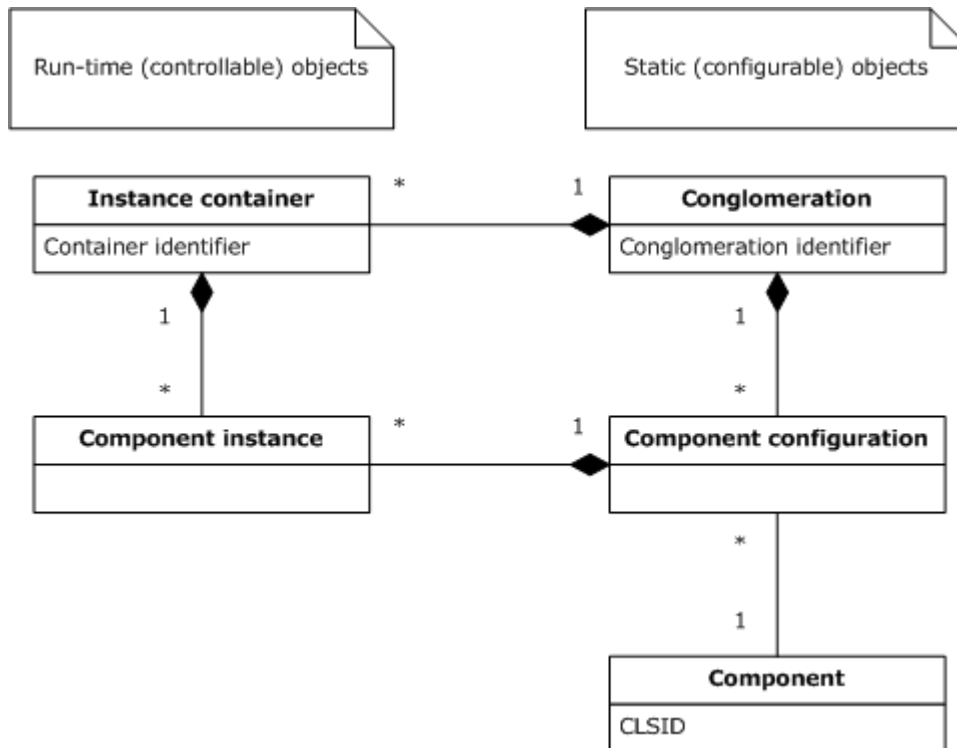 Run-time (controllable) objects
Static (configurable) objects
Instance container
*
1
Conglomeration
Container identifier
Conglomeration identifier
1
1
*
*
Component instance
*
1
Component configuration
*
1
Component
CLSID